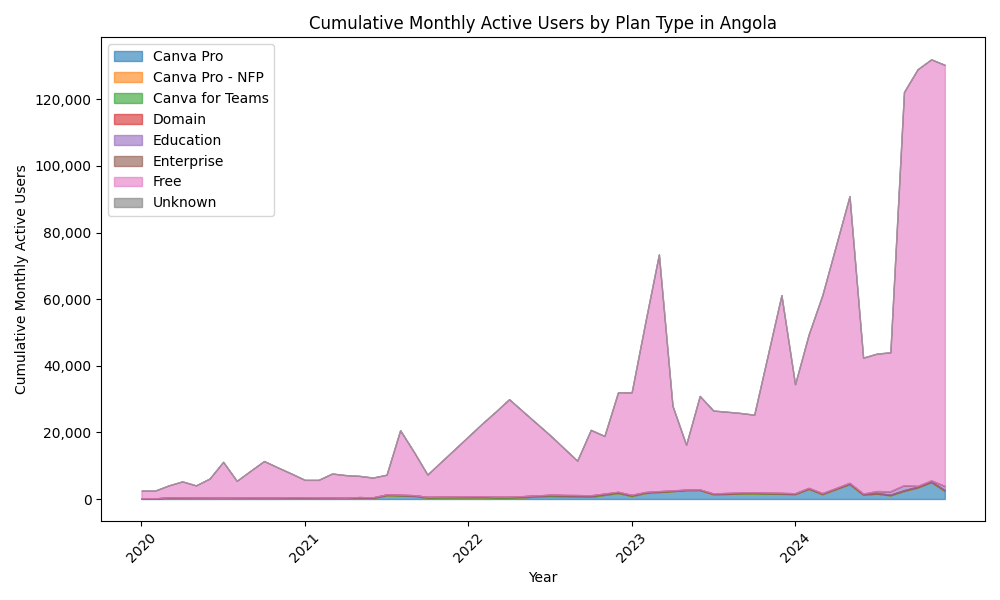 Cumulative Monthly Active Users by Plan Type in Angola
Canva Pro
Canva Pro - NFP
Canva for Teams
Domain
Education
Enterprise
Free
Unknown
120,000
100,000
80,000
60,000
40,000
20,000
0
Cumulative Monthly Active Users
2020
2021
2022
2023
2024
Year